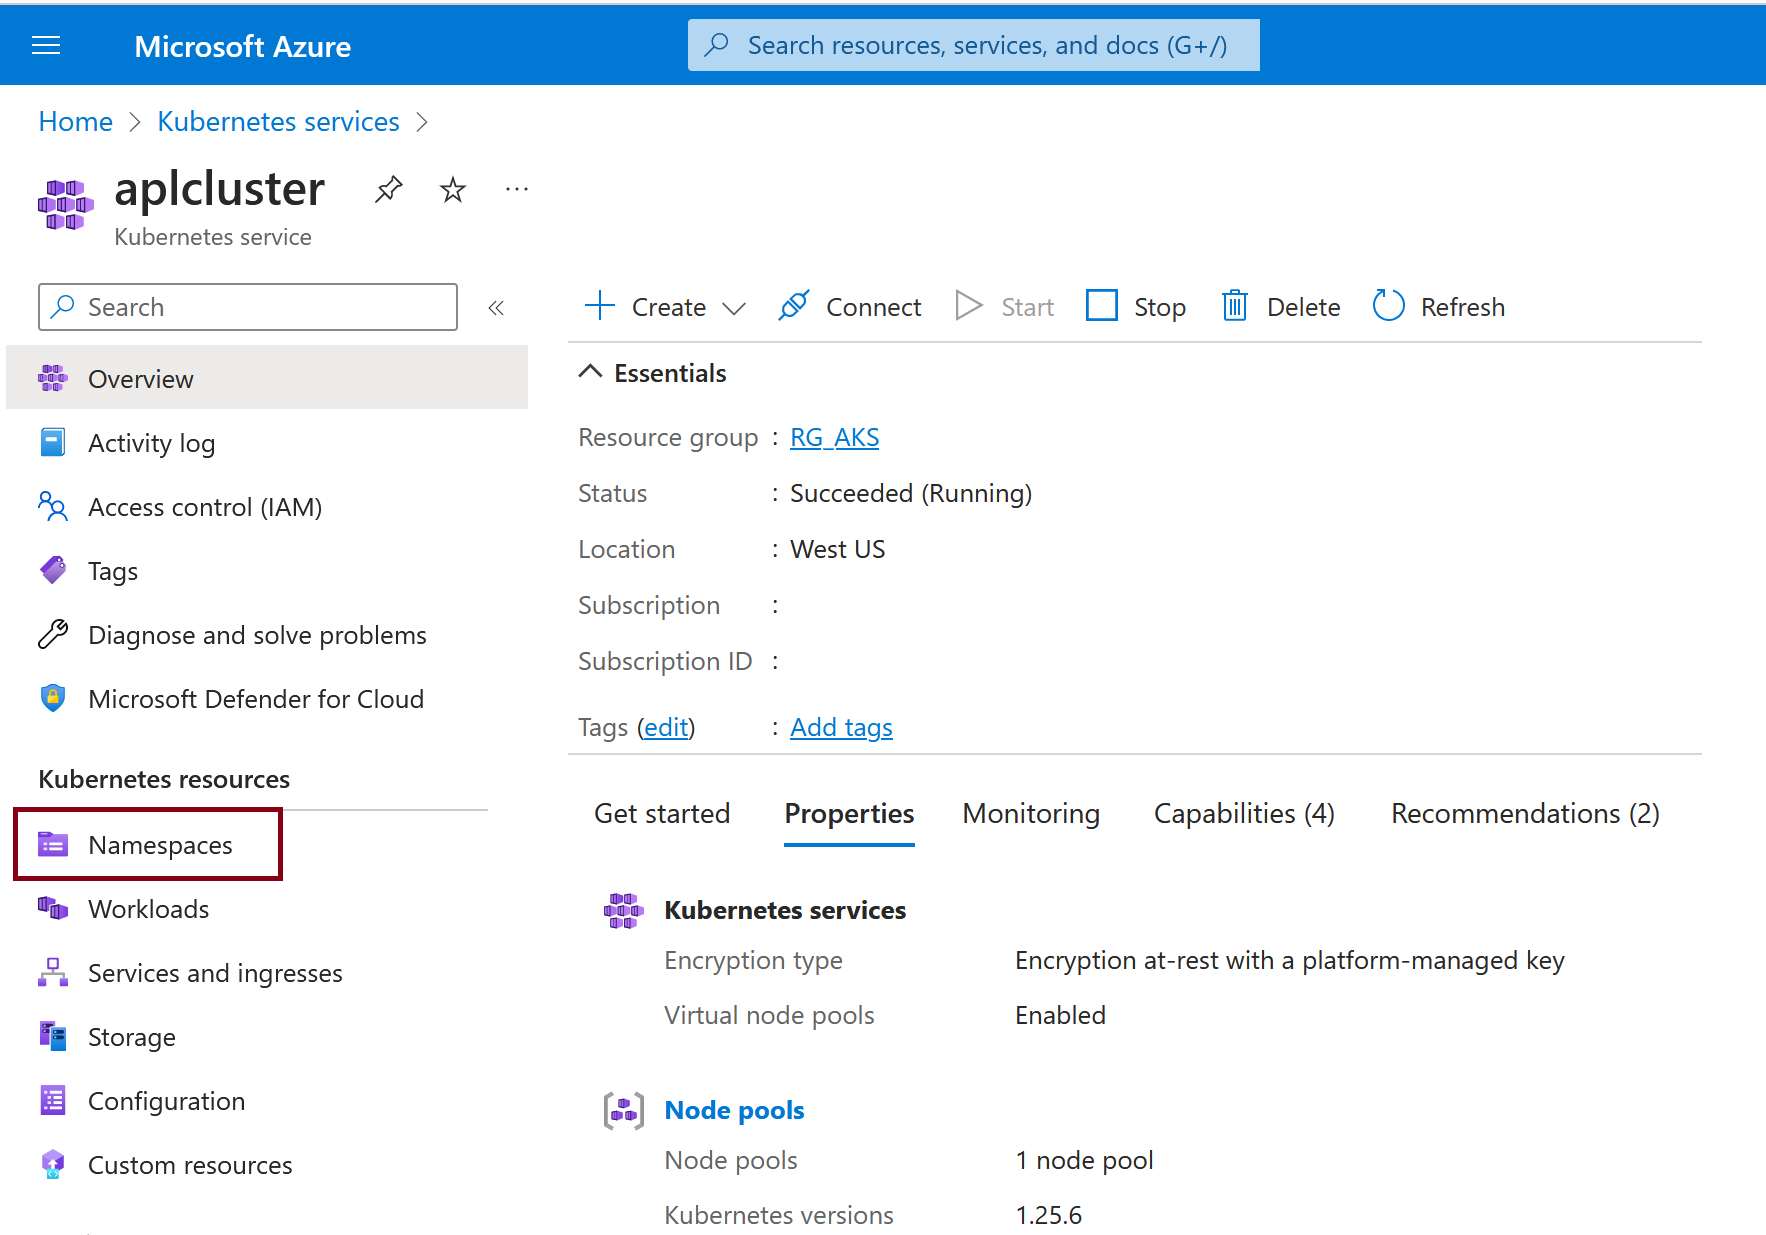 Microsoft Azure
Search resources, services, and docs (G+/)
Home > Kubernetes services >
aplcluster
Kubernetes service
Search
Create
Connect
Start
Stop
Delete
Refresh
Overview
Activity log
Access control (IAM)
Tags
Diagnose and solve problems
Microsoft Defender for Cloud
Kubernetes resources
Namespaces
Workloads
Services and ingresses
Storage
Configuration
Custom resources
Essentials
Resource group : RG_AKS
Status : Succeeded (Running)
Location : West US
Subscription :
Subscription ID :
Tags (edit) : Add tags
Get started
Properties
Monitoring
Capabilities (4)
Recommendations (2)
Kubernetes services
Encryption type Encryption at-rest with a platform-managed key
Virtual node pools Enabled
Node pools
Node pools 1 node pool
Kubernetes versions 1.25.6